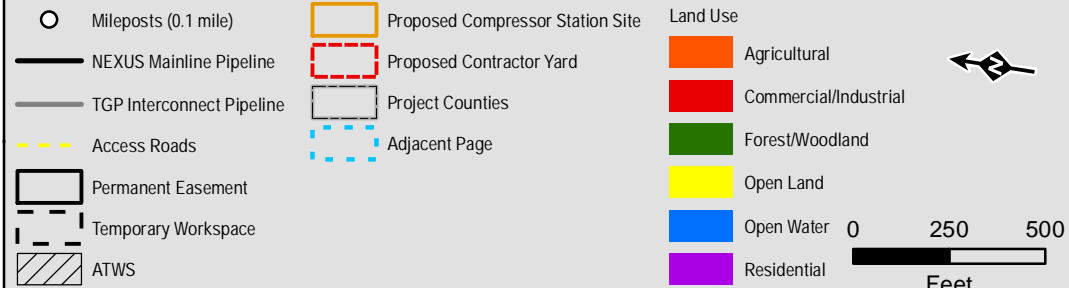 Mileposts (0.1 mile)
NEXUS Mainline Pipeline
TGP Interconnect Pipeline
Access Roads
Permanent Easement
Temporary Workspace
ATWS
Proposed Compressor Station Site
Proposed Contractor Yard
Project Counties
Adjacent Page
Land Use
Agricultural
Commercial/Industrial
Forest/Woodland
Open Land
Open Water
Residential
N
0 250 500
Feet